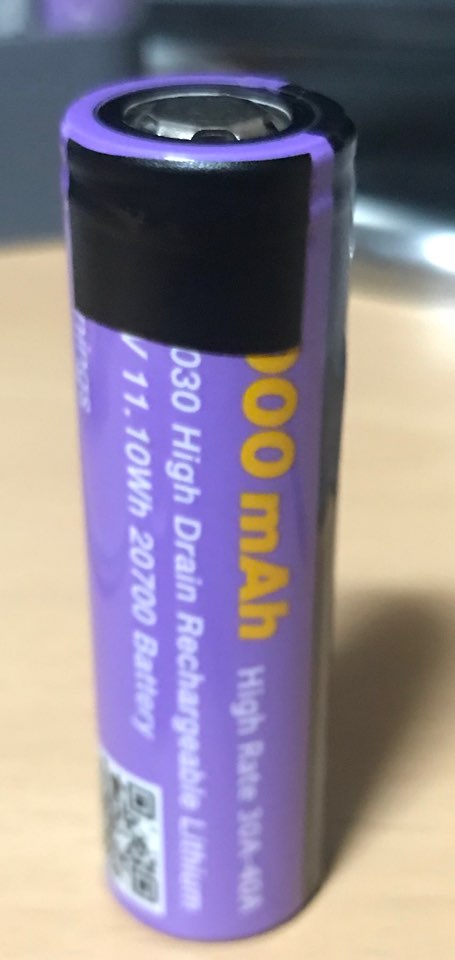 000 mAh High Rate 30A-40A
030 High Drain Rechargeable Lithium
V 11.10Wh 20700 Battery